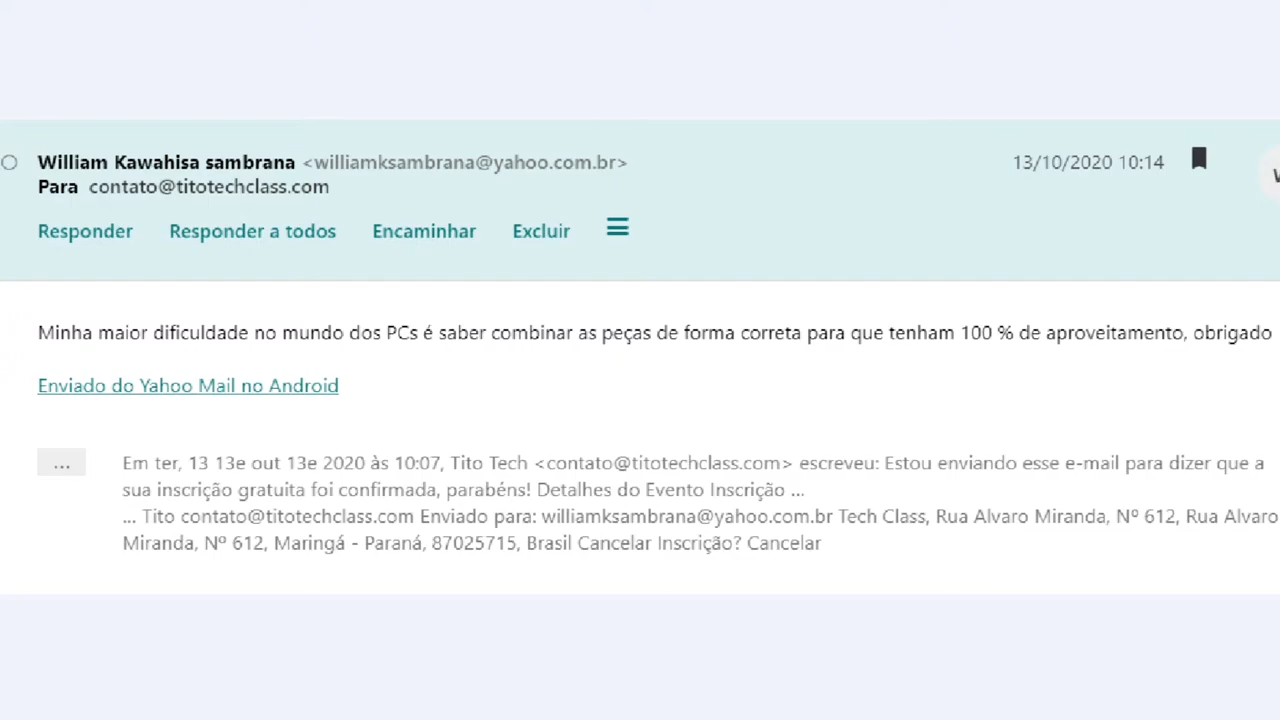 William Kawahisa sambrana <williamksambrana@yahoo.com.br> 13/10/2020 10:14
Para contato@titotechclass.com
Responder Responder a todos Encaminhar Excluir
Minha maior dificuldade no mundo dos PCs é saber combinar as peças de forma correta para que tenham 100 % de aproveitamento, obrigado
Enviado do Yahoo Mail no Android
... Em ter, 13 13e out 13e 2020 às 10:07, Tito Tech <contato@titotechclass.com> escreveu: Estou enviando esse e-mail para dizer que a
sua inscrição gratuita foi confirmada, parabéns! Detalhes do Evento Inscrição ...
... Tito contato@titotechclass.com Enviado para: williamksambrana@yahoo.com.br Tech Class, Rua Alvaro Miranda, Nº 612, Rua Alvaro
Miranda, Nº 612, Maringá - Paraná, 87025715, Brasil Cancelar Inscrição? Cancelar